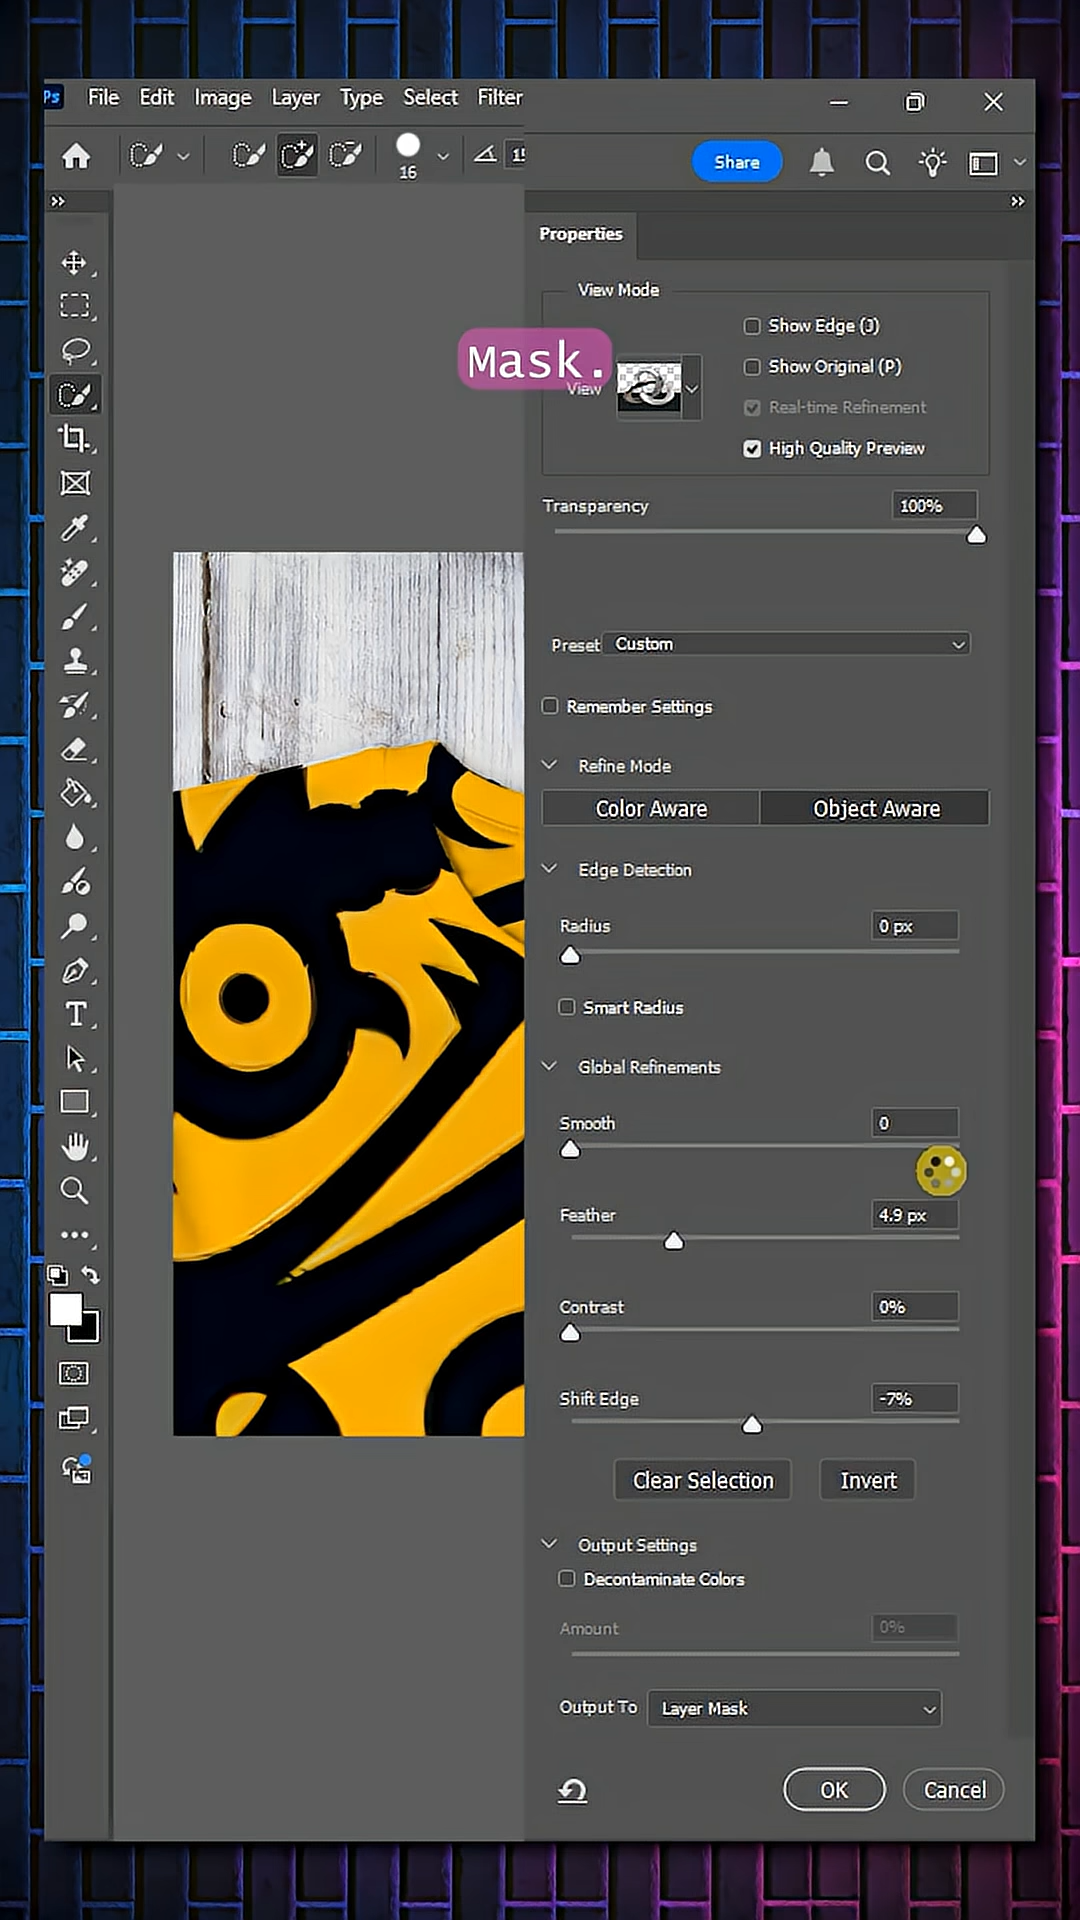 Ps File Edit Image Layer Type Select Filter
16
Share
Properties
View Mode
Show Edge (J)
Mask.
Show Original (P)
View
Real-time Refinement
High Quality Preview
Transparency 100%
Preset Custom
Remember Settings
Refine Mode
Color Aware Object Aware
Edge Detection
Radius 0 px
Smart Radius
Global Refinements
Smooth 0
Feather 4.9 px
Contrast 0%
Shift Edge -7%
Clear Selection Invert
Output Settings
Decontaminate Colors
Amount 0%
Output To Layer Mask
OK Cancel